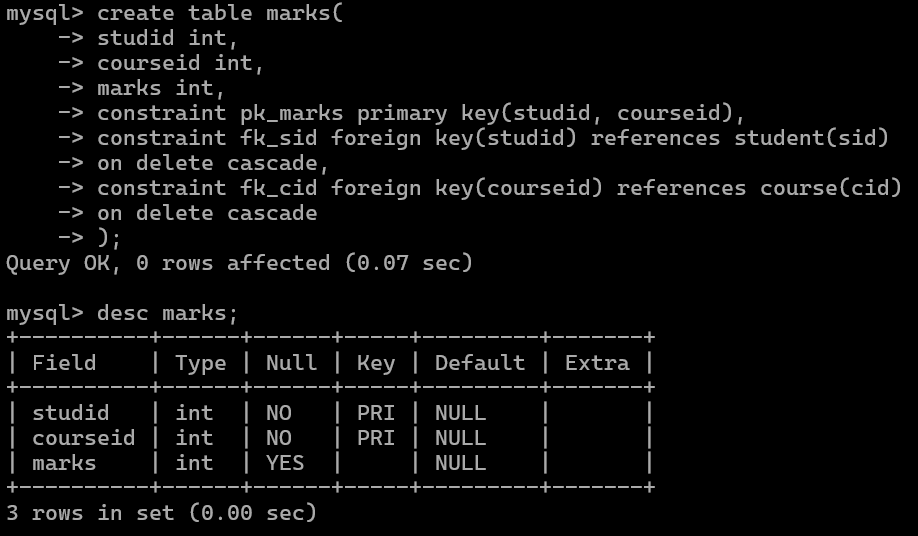 mysql> create table marks(
    -> studid int,
    -> courseid int,
    -> marks int,
    -> constraint pk_marks primary key(studid, courseid),
    -> constraint fk_sid foreign key(studid) references student(sid)
    -> on delete cascade,
    -> constraint fk_cid foreign key(courseid) references course(cid)
    -> on delete cascade
    -> );
Query OK, 0 rows affected (0.07 sec)

mysql> desc marks;
+----------+------+------+-----+---------+-------+
| Field    | Type | Null | Key | Default | Extra |
+----------+------+------+-----+---------+-------+
| studid   | int  | NO   | PRI | NULL    |       |
| courseid | int  | NO   | PRI | NULL    |       |
| marks    | int  | YES  |     | NULL    |       |
+----------+------+------+-----+---------+-------+
3 rows in set (0.00 sec)